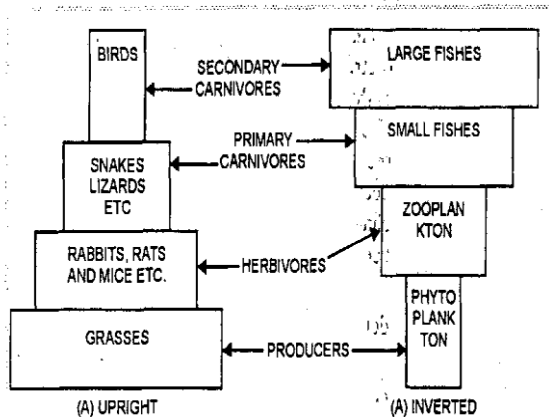 BIRDS
SECONDARY
CARNIVORES
LARGE FISHES
PRIMARY
CARNIVORES
SMALL FISHES
SNAKES
LIZARDS
ETC
ZOOPLAN
KTON
RABBITS, RATS
AND MICE ETC.
HERBIVORES
PHYTO
PLANK
TON
GRASSES
PRODUCERS
(A) UPRIGHT
(A) INVERTED